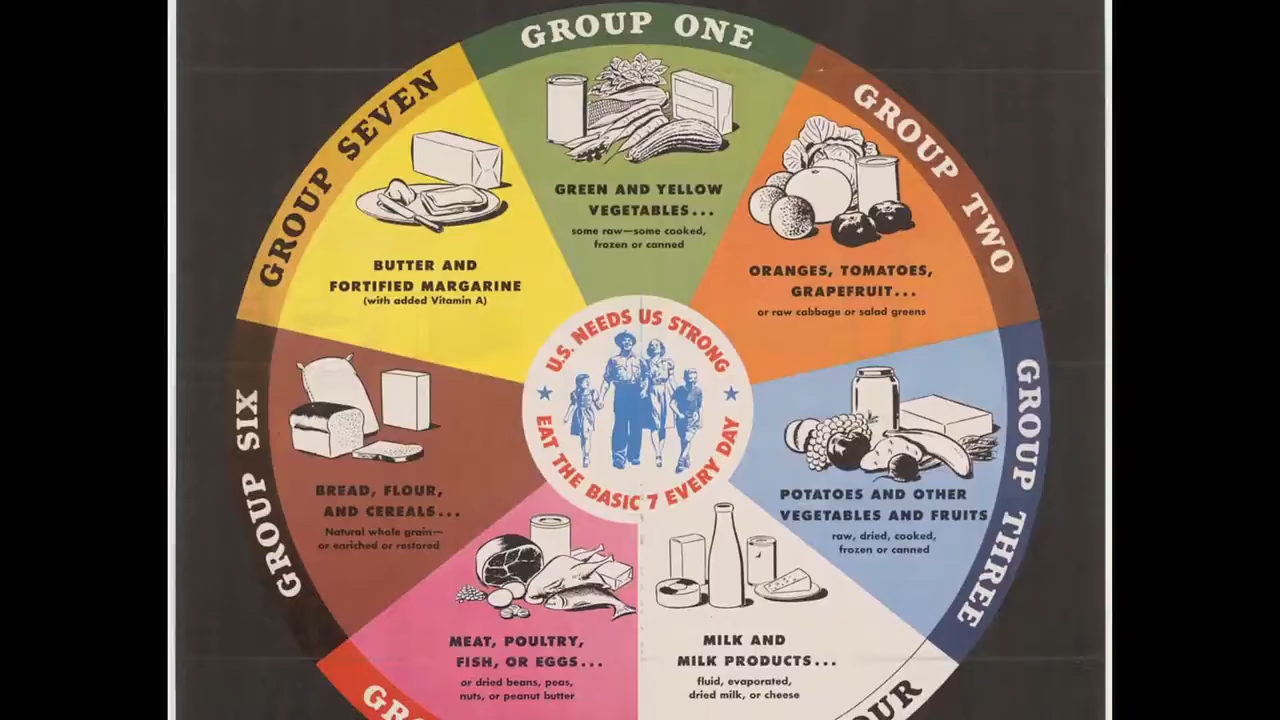 GROUP ONE
GREEN AND YELLOW
VEGETABLES...
some raw—some cooked,
frozen or canned
GROUP TWO
ORANGES, TOMATOES,
GRAPEFRUIT...
or raw cabbage or salad greens
GROUP THREE
POTATOES AND OTHER
VEGETABLES AND FRUITS
raw, dried, cooked,
frozen or canned
OUR
MILK AND
MILK PRODUCTS...
fluid, evaporated,
dried milk, or cheese
GRO
MEAT, POULTRY,
FISH, OR EGGS...
or dried beans, peas,
nuts, or peanut butter
GROUP SIX
BREAD, FLOUR,
AND CEREALS...
Natural whole grain—
or enriched or restored
GROUP SEVEN
BUTTER AND
FORTIFIED MARGARINE
(with added Vitamin A)
U.S. NEEDS US STRONG
EAT THE BASIC 7 EVERY DAY